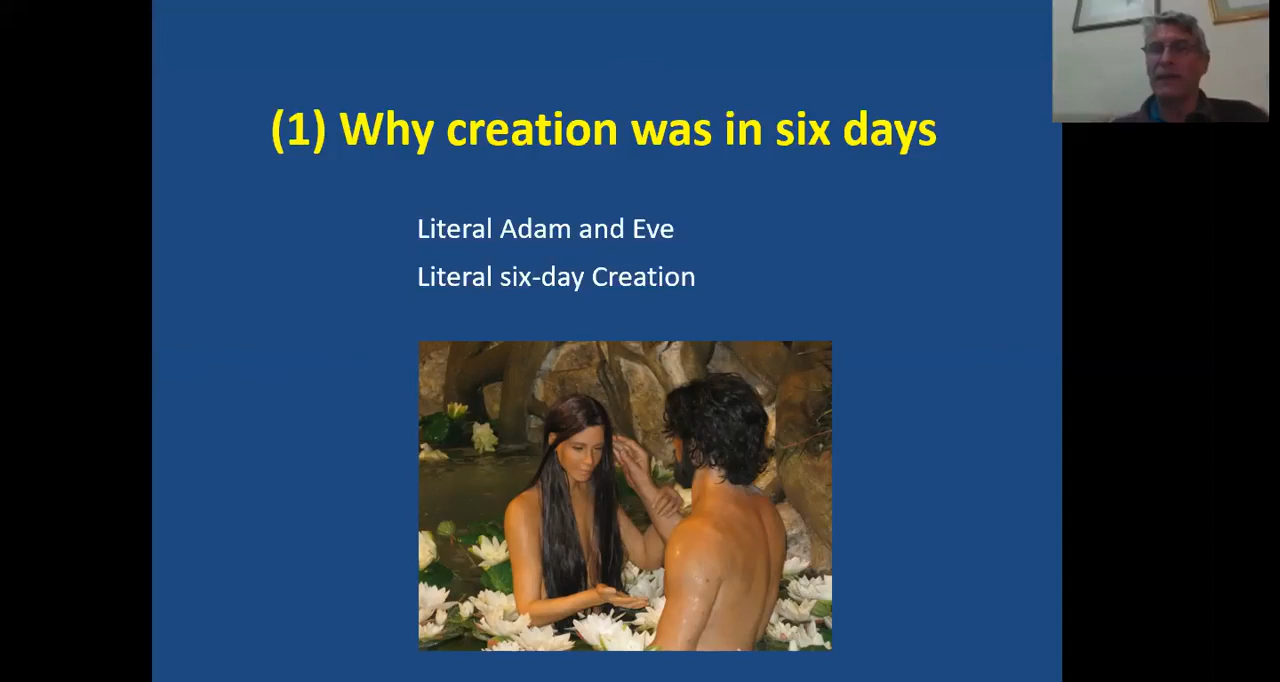 (1) Why creation was in six days
Literal Adam and Eve
Literal six-day Creation